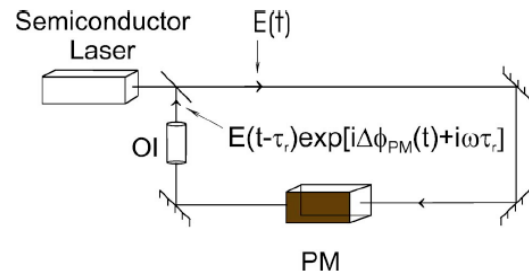 Semiconductor
Laser
E(t)
OI
E(t-τr)exp[iΔϕPM(t)+iωτr]
PM